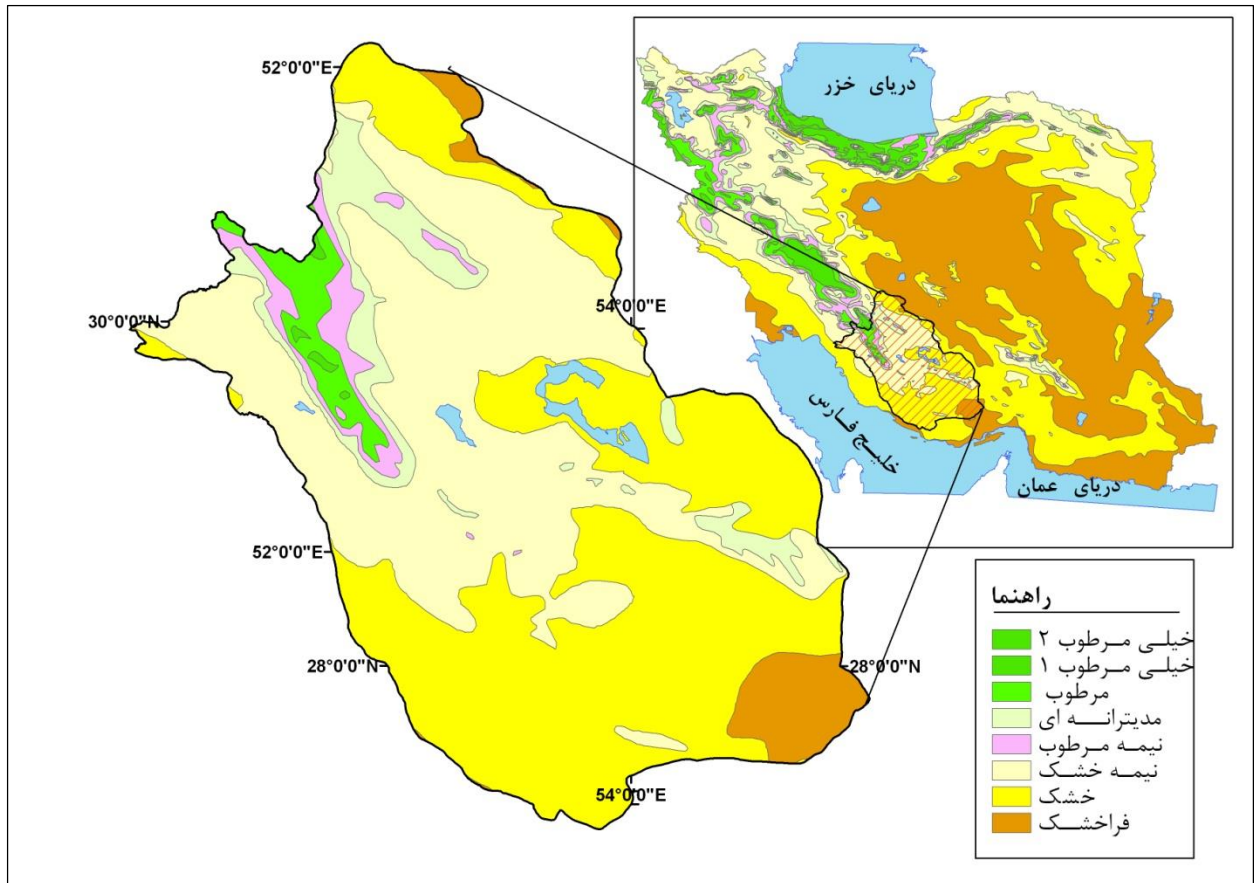 52°0'0"E
دریای خزر
54°0'0"E
30°0'0"N
خلیج فارس
دریای عمان
52°0'0"E
28°0'0"N
28°0'0"N
54°0'0"E
راهنما
خیلی مرطوب ۲
خیلی مرطوب ۱
مرطوب
مدیترانه ای
نیمه مرطوب
نیمه خشک
خشک
فراخشک